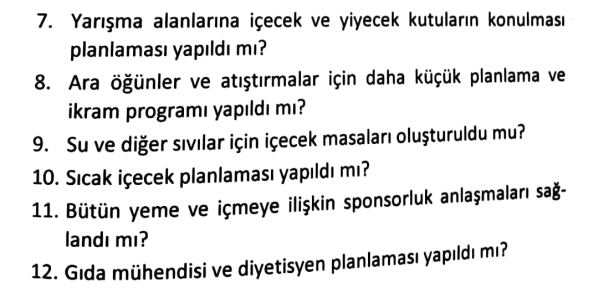 7. Yarışma alanlarına içecek ve yiyecek kutuların konulması
planlaması yapıldı mı?
8. Ara öğünler ve atıştırmalar için daha küçük planlama ve
ikram programı yapıldı mı?
9. Su ve diğer sıvılar için içecek masaları oluşturuldu mu?
10. Sıcak içecek planlaması yapıldı mı?
11. Bütün yeme ve içmeye ilişkin sponsorluk anlaşmaları sağ-
landı mı?
12. Gıda mühendisi ve diyetisyen planlaması yapıldı mı?